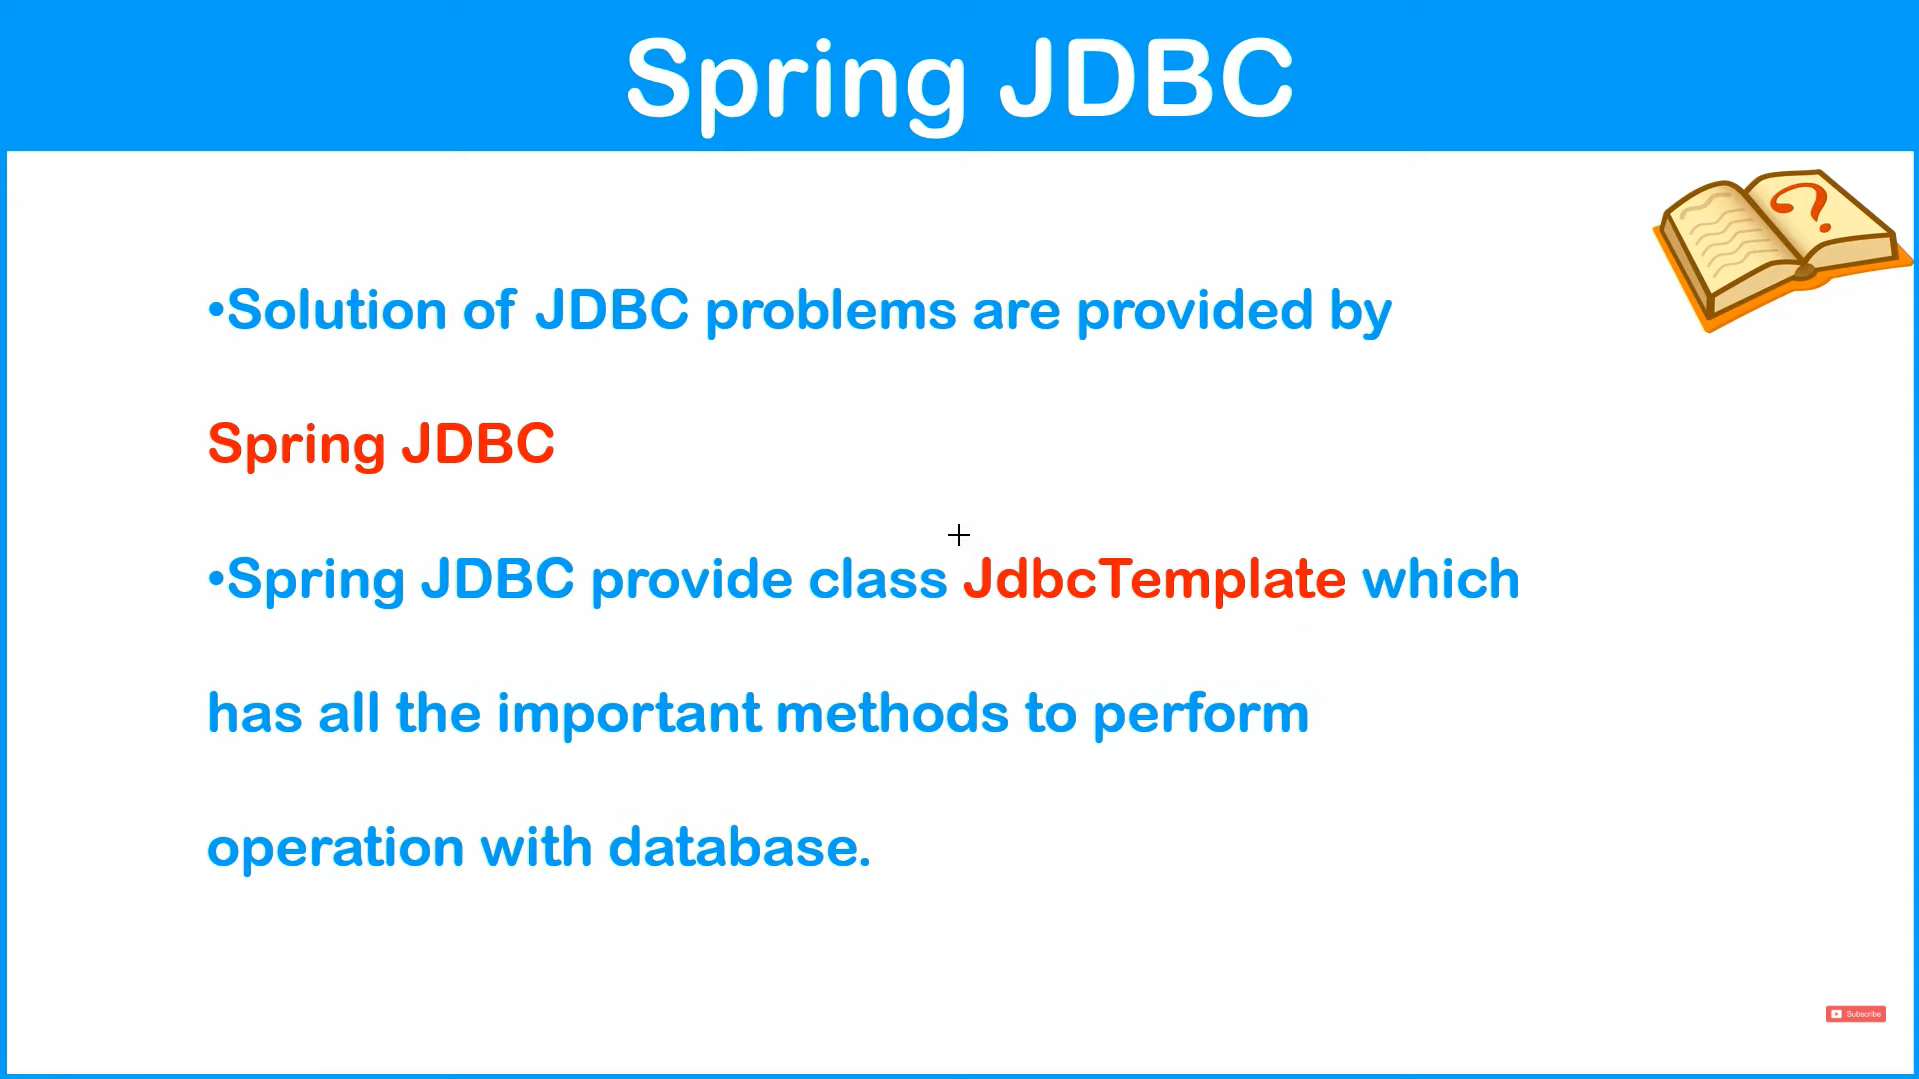 Spring JDBC
•Solution of JDBC problems are provided by
Spring JDBC
•Spring JDBC provide class JdbcTemplate which
has all the important methods to perform
operation with database.
Subscribe